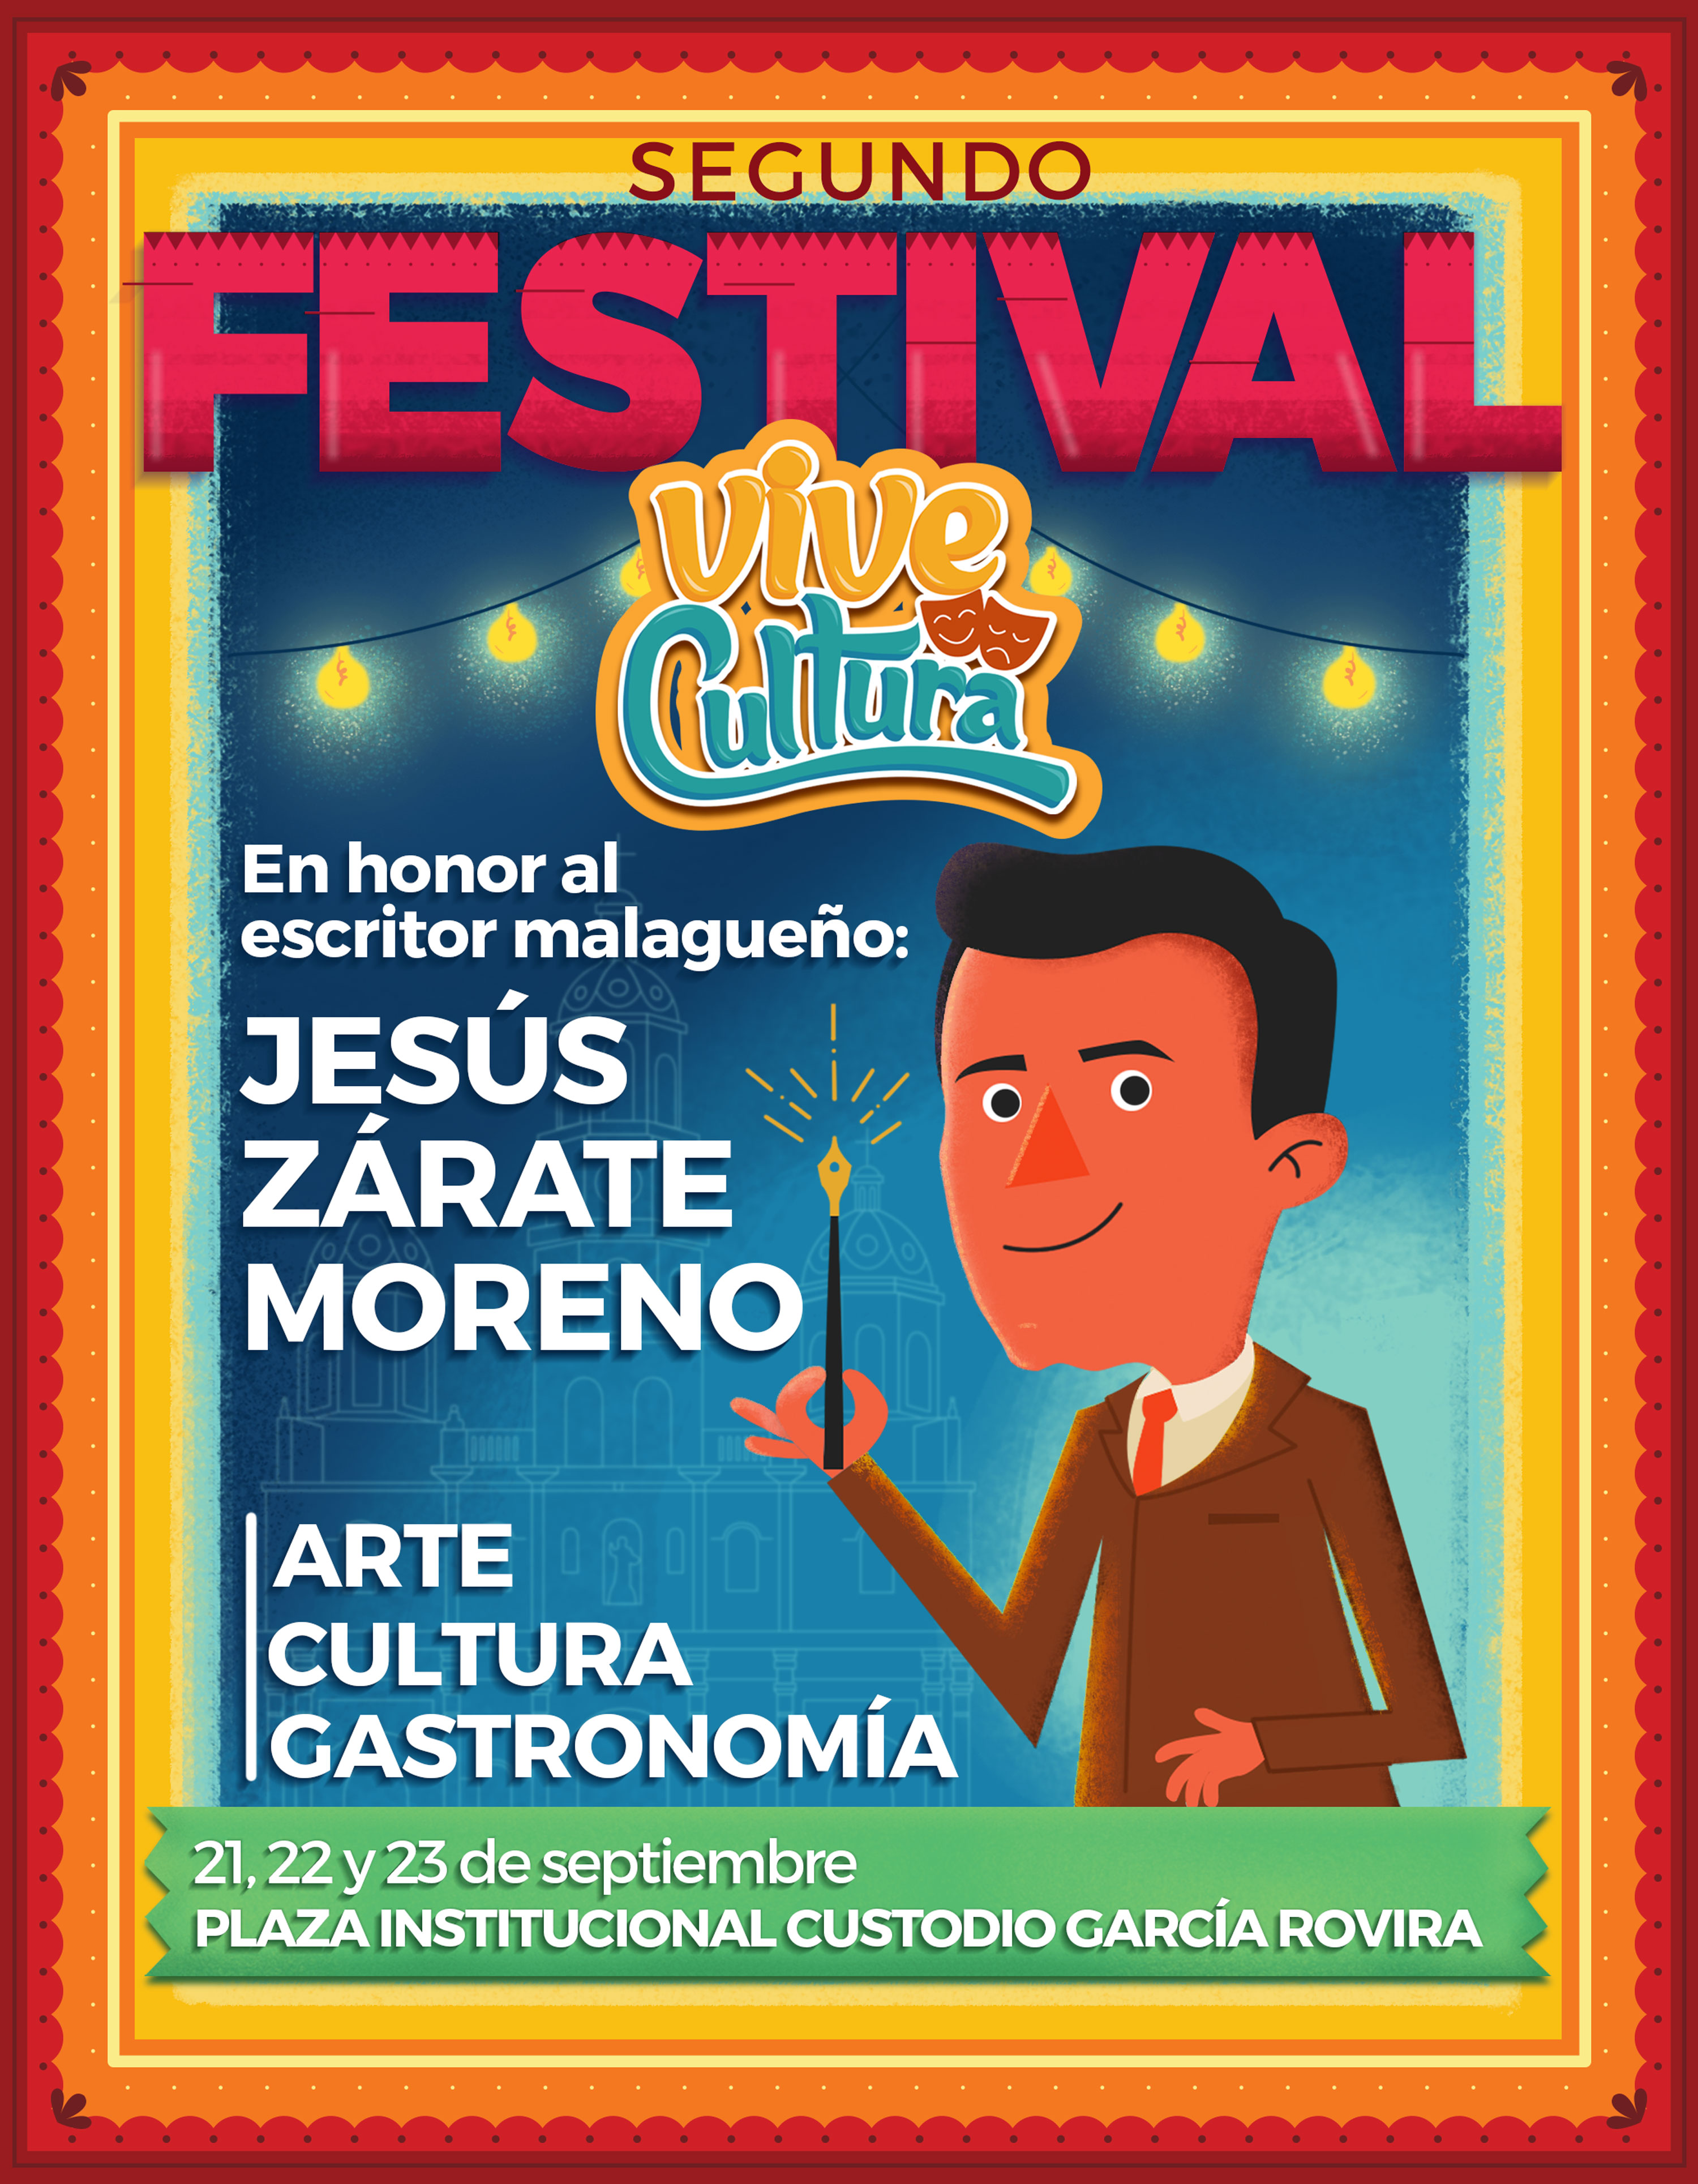 SEGUNDO
FESTIVAL
vive
Cultura
En honor al
escritor malagueño:
JESÚS
ZÁRATE
MORENO
ARTE
CULTURA
GASTRONOMÍA
21, 22 y 23 de septiembre
PLAZA INSTITUCIONAL CUSTODIO GARCÍA ROVIRA